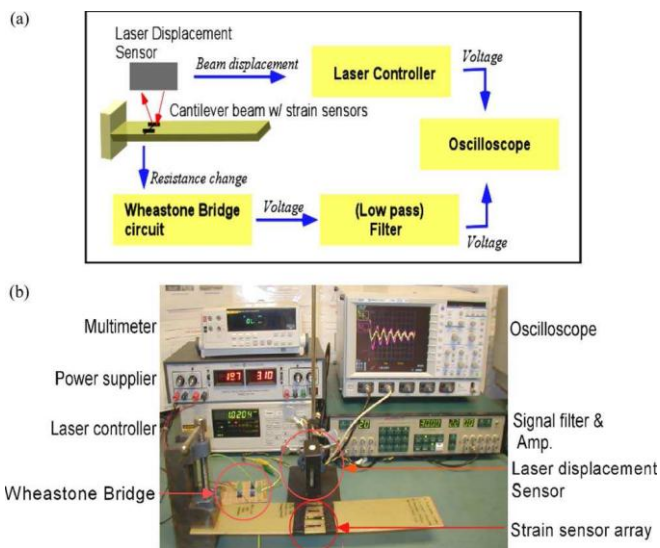 (a)
Laser Displacement
Sensor
Beam displacement
Laser Controller
Voltage
Cantilever beam w/ strain sensors
Oscilloscope
Resistance change
Wheastone Bridge
circuit
Voltage
(Low pass)
Filter
Voltage
(b)
Multimeter
Oscilloscope
Power supplier
Laser controller
Signal filter &
Amp.
Laser displacement
Sensor
Wheastone Bridge
Strain sensor array